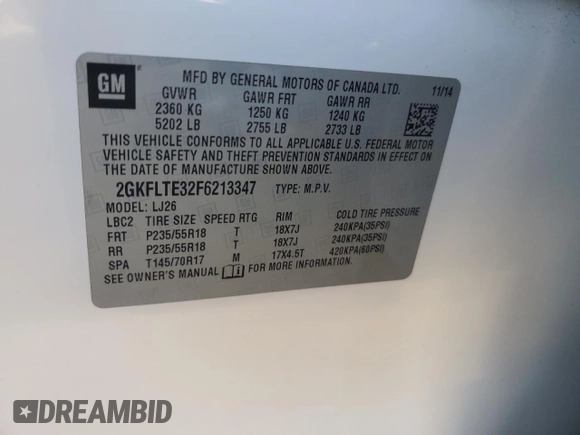 GM
MFD BY GENERAL MOTORS OF CANADA LTD.
11/14
GVWR GAWR FRT GAWR RR
2360 KG 1250 KG 1240 KG
5202 LB 2755 LB 2733 LB
THIS VEHICLE CONFORMS TO ALL APPLICABLE U.S. FEDERAL MOTOR
VEHICLE SAFETY AND THEFT PREVENTION STANDARDS IN EFFECT ON
THE DATE OF MANUFACTURE SHOWN ABOVE.
2GKFLTE32F6213347 TYPE: M.P.V.
MODEL: LJ26
LBC2 TIRE SIZE SPEED RTG RIM COLD TIRE PRESSURE
FRT P235/55R18 T 18X7J 240KPA(35PSI)
RR P235/55R18 T 18X7J 240KPA(35PSI)
SPA T145/70R17 M 17X4.5T 420KPA(60PSI)
SEE OWNER'S MANUAL FOR MORE INFORMATION.
DREAMBID